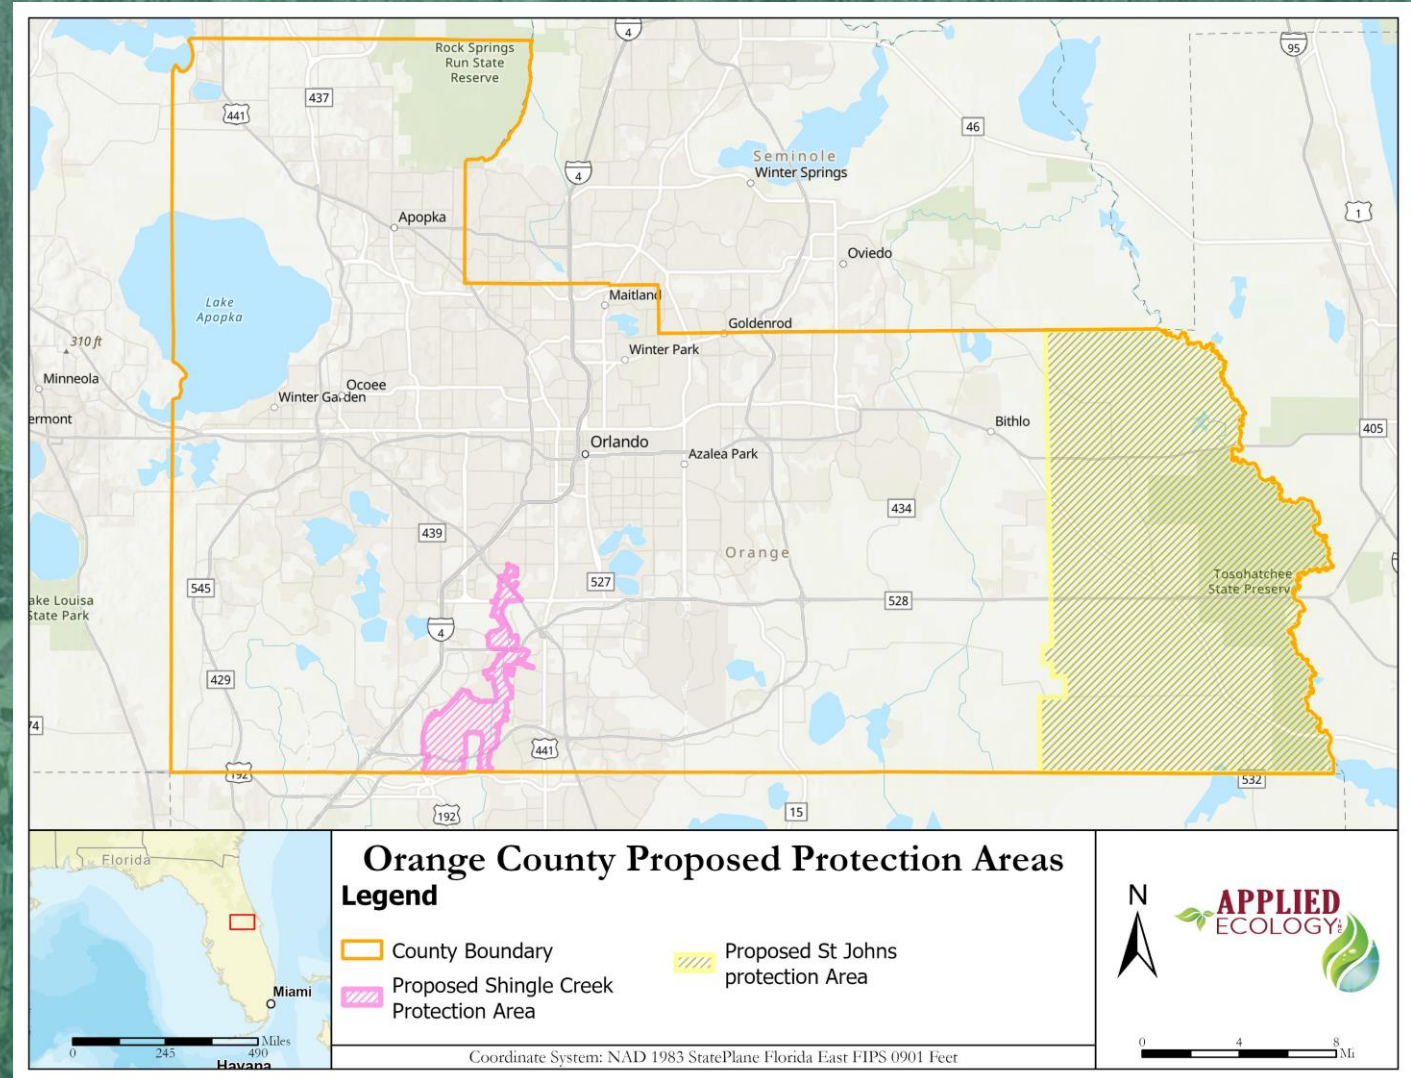 4
95
Rock Springs
Run State
Reserve
437
441
46
4
Seminole
Winter Springs
1
Apopka
Oviedo
Lake
Apopka
Maitland
Goldenrod
310 ft
Winter Park
Minneola
Ocoee
Winter Garden
ermont
Bithlo
405
Orlando
Azalea Park
434
439
Orange
527
Tosohatchee
State Preserv
545
528
ake Louisa
State Park
4
429
74
441
192
532
192
15
Florida
Miami
Havana
0 245 490 Miles
Orange County Proposed Protection Areas
Legend
County Boundary
Proposed Shingle Creek
Protection Area
Proposed St Johns
protection Area
Coordinate System: NAD 1983 StatePlane Florida East FIPS 0901 Feet
N
APPLIED
ECOLOGY INC
0 4 8 Mi